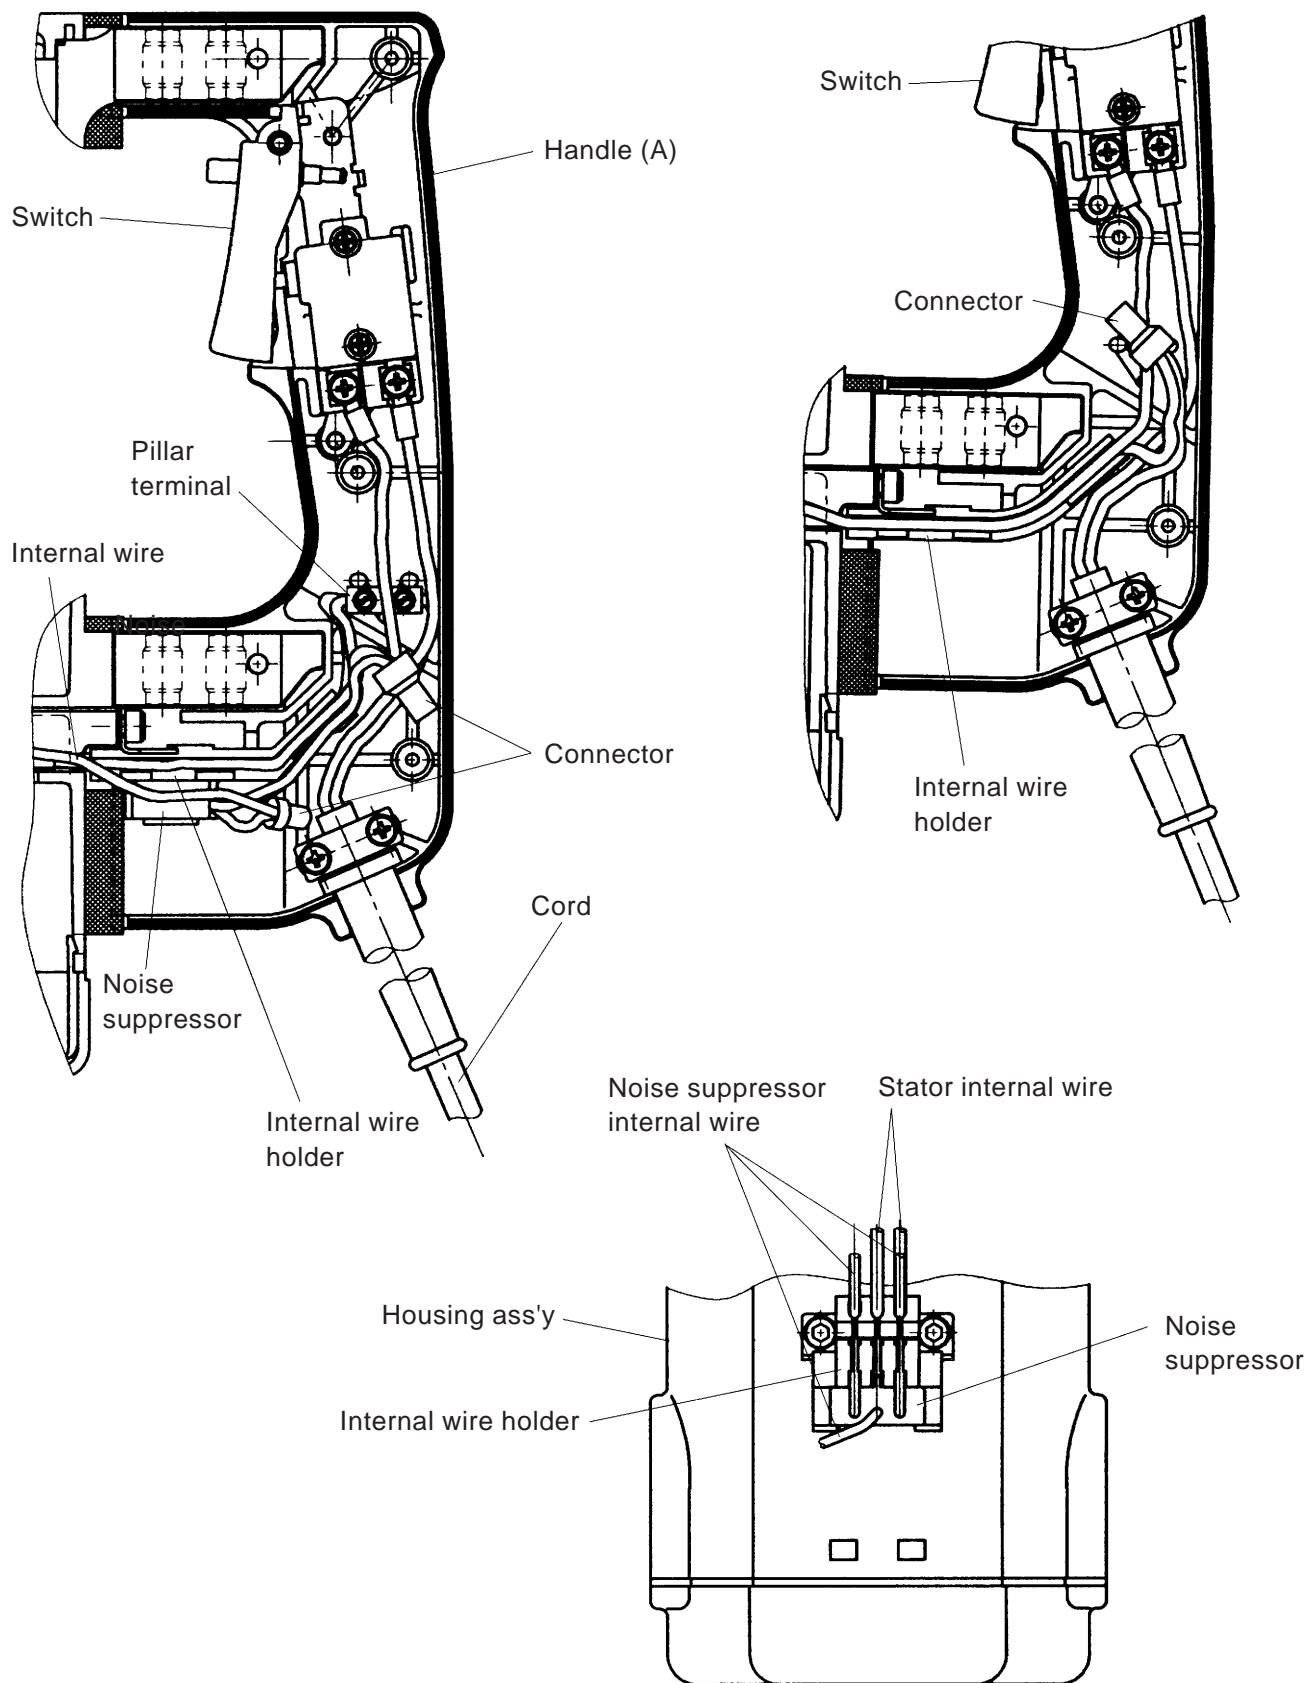 Switch
Handle (A)
Switch
Connector
Pillar
terminal
Internal wire
Noise
Connector
Internal wire
holder
Cord
Noise
suppressor
Internal wire
holder
Noise suppressor
internal wire
Stator internal wire
Housing ass'y
Noise
suppressor
Internal wire holder